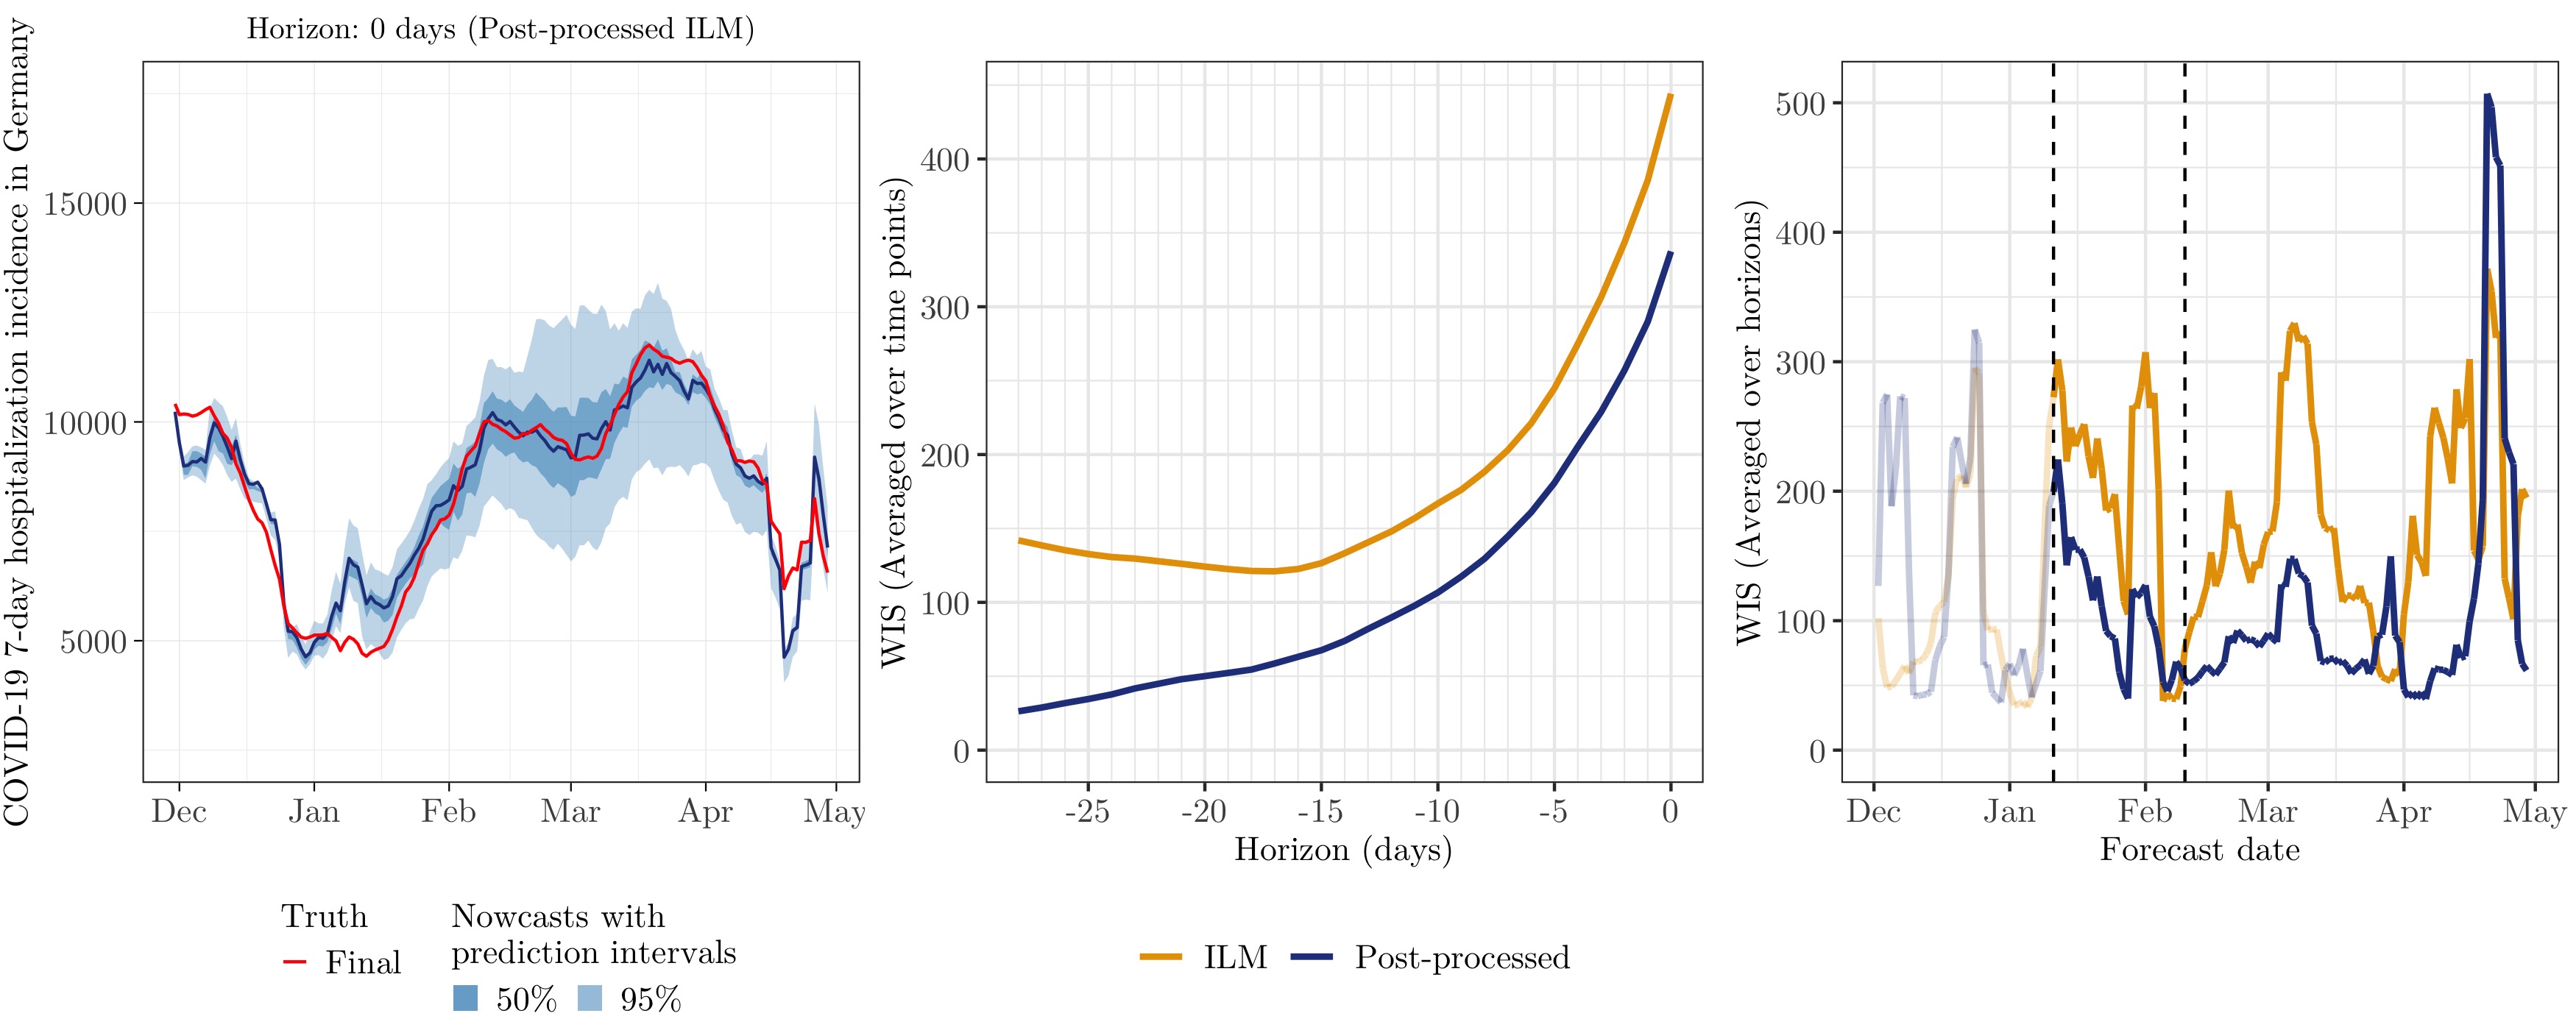 Horizon: 0 days (Post-processed ILM)
COVID-19 7-day hospitalization incidence in Germany
15000
10000
5000
Dec Jan Feb Mar Apr May
Truth
Final
Nowcasts with
prediction intervals
50% 95%
WIS (Averaged over time points)
400
300
200
100
0
-25 -20 -15 -10 -5 0
Horizon (days)
ILM Post-processed
WIS (Averaged over horizons)
500
400
300
200
100
0
Dec Jan Feb Mar Apr May
Forecast date